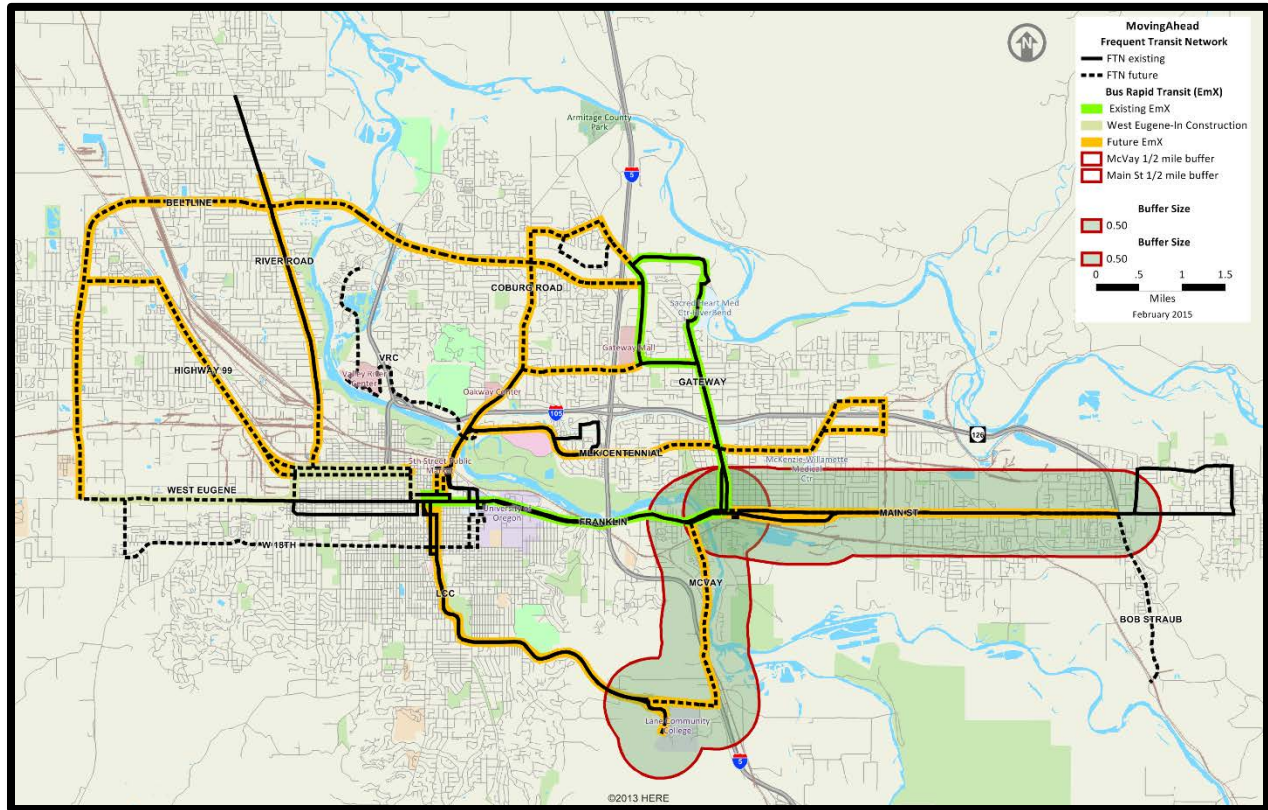 MovingAhead
Frequent Transit Network
FTN existing
FTN future
Bus Rapid Transit (EmX)
Existing EmX
West Eugene-In Construction
Future EmX
McVay 1/2 mile buffer
Main St 1/2 mile buffer
Buffer Size
0.50
Buffer Size
0.50
0 .5 1 1.5
Miles
February 2015
N
Armitage County
Park
5
BELTLINE
RIVER ROAD
COBURG ROAD
Sacred Heart Med
Ctr-RiverBend
Gateway Mall
VRC
HIGHWAY 99
Valley River
Center
GATEWAY
Oakway Center
105
126
MLK CENTENNIAL
5th Street Public
Market
McKenzie-Willamette
Medical
Ctr
WEST EUGENE
University of
Oregon
FRANKLIN
MAIN ST
W 18TH
MCVAY
LCC
BOB STRAUB
Lane Community
College
5
©2013 HERE